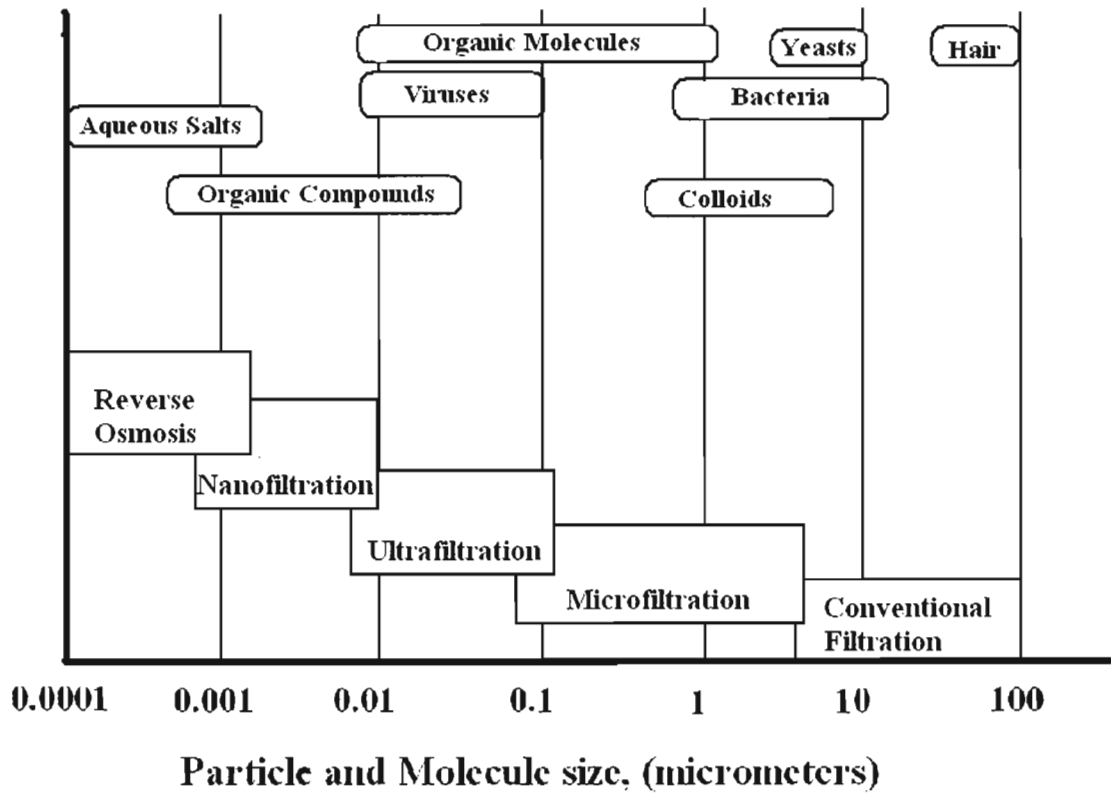 Organic Molecules
Yeasts
Hair
Viruses
Bacteria
Aqueous Salts
Organic Compounds
Colloids
Reverse
Osmosis
Nanofiltration
Ultrafiltration
Microfiltration
Conventional
Filtration
0.0001 0.001 0.01 0.1 1 10 100
Particle and Molecule size, (micrometers)